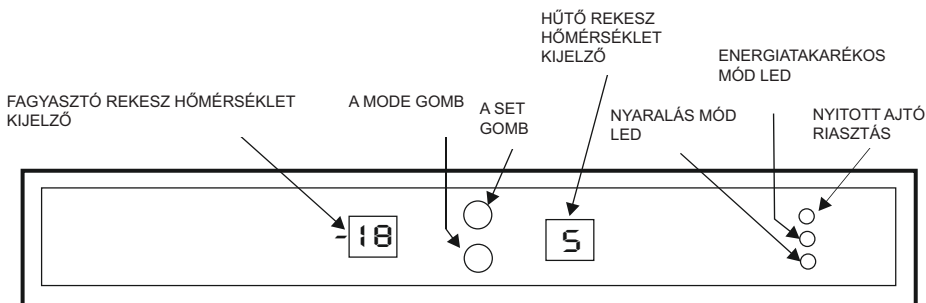 HŰTŐ REKESZ
HŐMÉRSÉKLET
KIJELZŐ
ENERGIATAKARÉKOS
MÓD LED
FAGYASZTÓ REKESZ HŐMÉRSÉKLET
KIJELZŐ
A MODE GOMB
A SET
GOMB
NYARALÁS MÓD
LED
NYITOTT AJTÓ
RIASZTÁS
-18
5